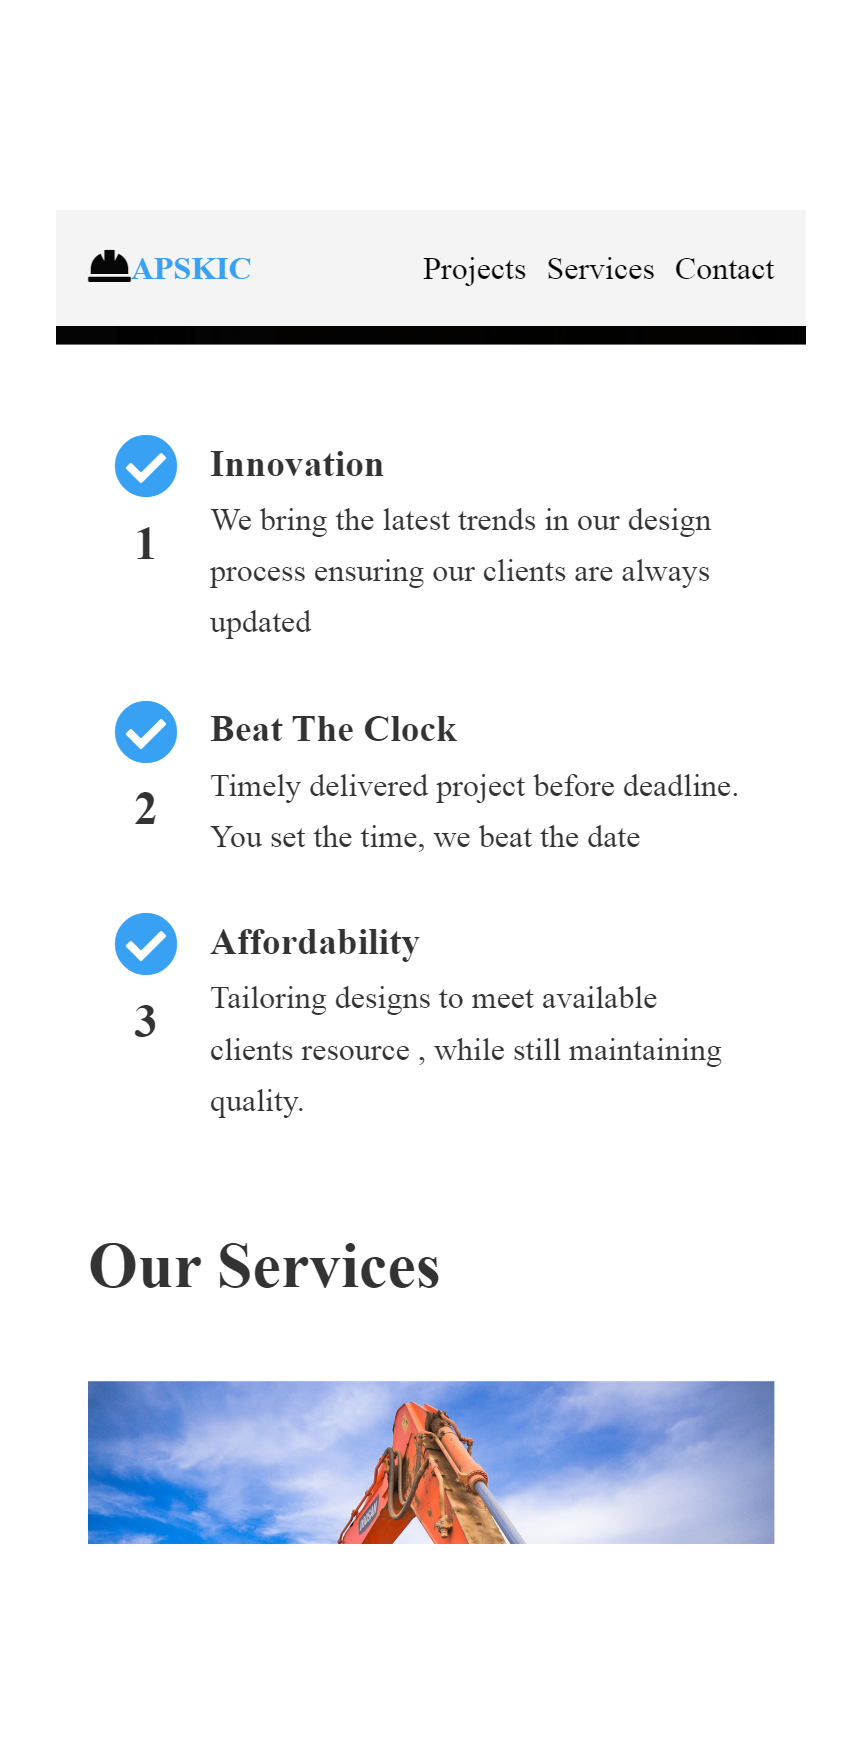 APSKIC Projects Services Contact
Innovation
1
We bring the latest trends in our design
process ensuring our clients are always
updated
Beat The Clock
2
Timely delivered project before deadline.
You set the time, we beat the date
Affordability
3
Tailoring designs to meet available
clients resource , while still maintaining
quality.
Our Services